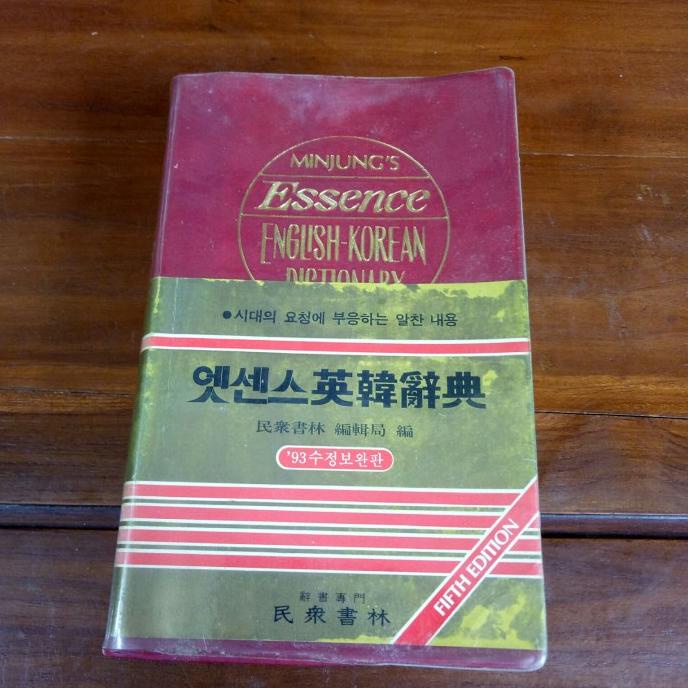 MINJUNG'S
Essence
ENGLISH-KOREAN
DICTIONARY
●시대의 요청에 부응하는 알찬 내용
엣센스英韓辭典
民衆書林 編輯局 編
'93수정보완판
FIFTH EDITION
辭書專門
民衆書林